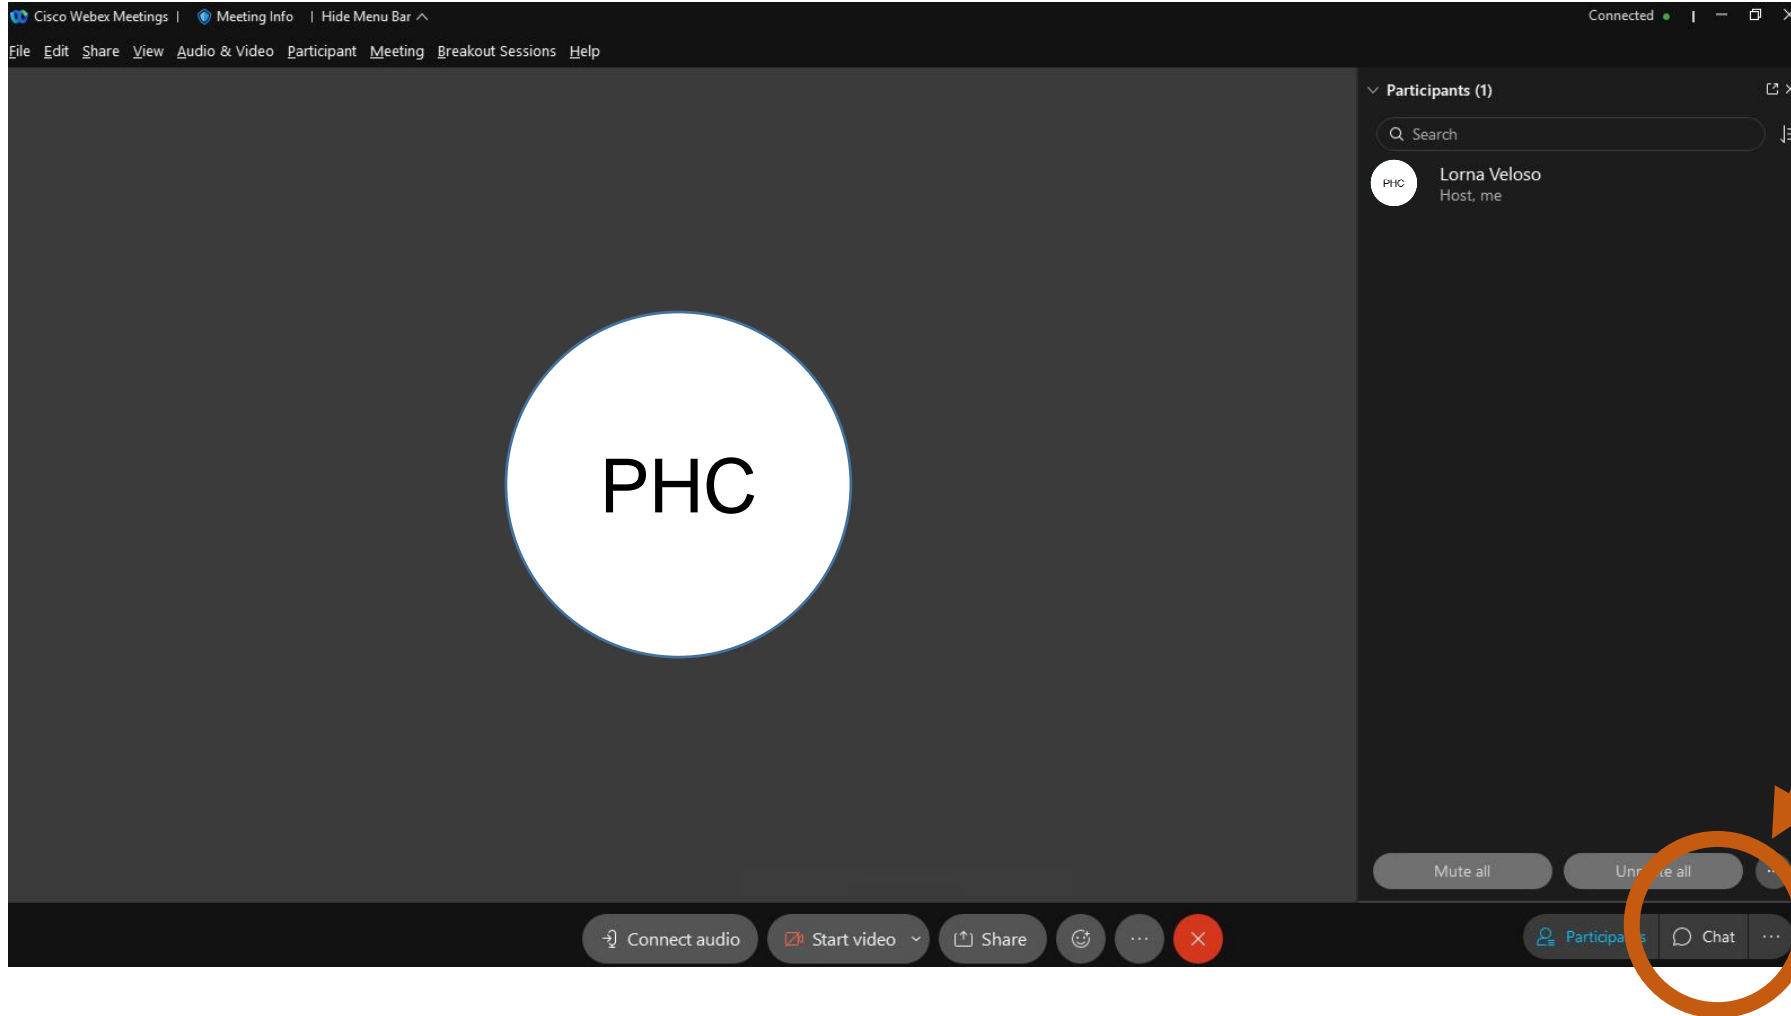 Cisco Webex Meetings | Meeting Info | Hide Menu Bar
Connected
File Edit Share View Audio & Video Participant Meeting Breakout Sessions Help
Participants (1)
Search
PHC
Lorna Veloso
Host, me
PHC
Mute all
Connect audio
Start video
Share
Chat